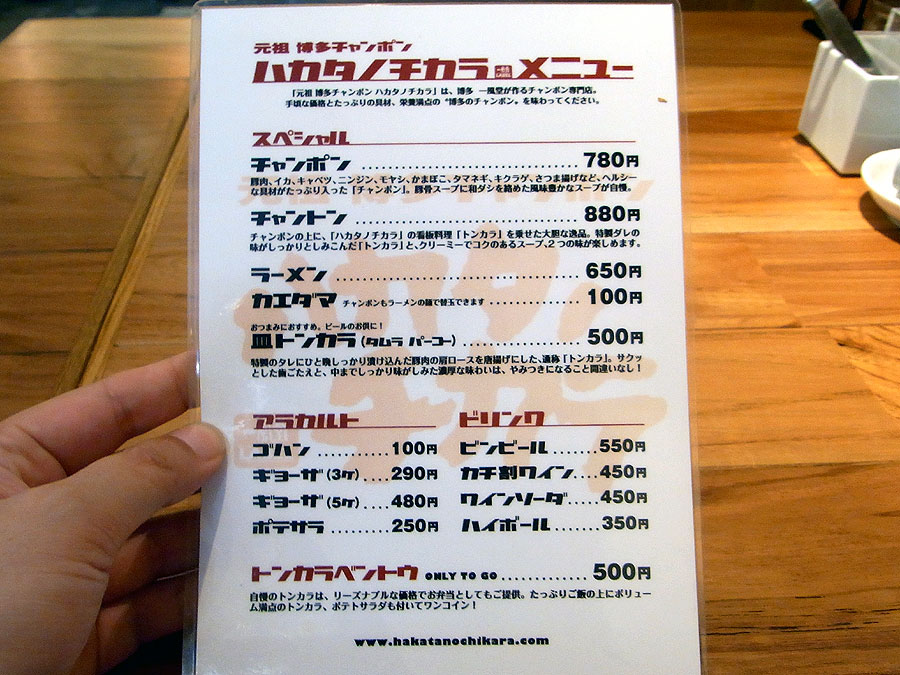 元祖 博多チャンポン
ハカタノチカラ メニュー
「元祖 博多チャンポン ハカタノチカラ」は、博多 一風堂が作るチャンポン専門店。
手頃な価格とたっぷりの具材、栄養満点の"博多のチャンポン"を味わってください。
スペシャル
チャンポン ........................... 780円
豚肉、イカ、キャベツ、ニンジン、モヤシ、かまぼこ、タマネギ、キクラゲ、さつま揚げなど、ヘルシー
な具材がたっぷり入った「チャンポン」。豚骨スープに和ダシを絡めた風味豊かなスープが自慢。
チャントン ........................... 880円
チャンポンの上に、「ハカタノチカラ」の看板料理「トンカラ」を乗せた大胆な逸品。特製ダレの
味がしっかりとしみこんだ「トンカラ」と、クリーミーでコクのあるスープ、2つの味が楽しめます。
ラーメン ............................. 650円
カエダマ チャンポンもラーメンの麺で替玉できます ............. 100円
おつまみにおすすめ。ビールのお供に!
皿トンカラ(タムラ パーコー) ................ 500円
特製のタレにひと晩しっかり漬け込んだ豚肉の肩ロースを唐揚げにした、通称「トンカラ」。サクッ
とした歯ごたえと、中までしっかり味がしみた濃厚な味わいは、やみつきになること間違いなし!
アラカルト
ゴハン .......... 100円
ギョーザ(3ケ) .... 290円
ギョーザ(5ケ) .... 480円
ポテサラ ........ 250円
ドリンク
ビンビール ...... 550円
カチ割ワイン .... 450円
ワインソーダ .... 450円
ハイボール ...... 350円
トンカラベントウ ONLY TO GO ............ 500円
自慢のトンカラは、リーズナブルな価格でお弁当としてもご提供。たっぷりご飯の上にボリュー
ム満点のトンカラ、ポテトサラダも付いてワンコイン!
www.hakatanochikara.com